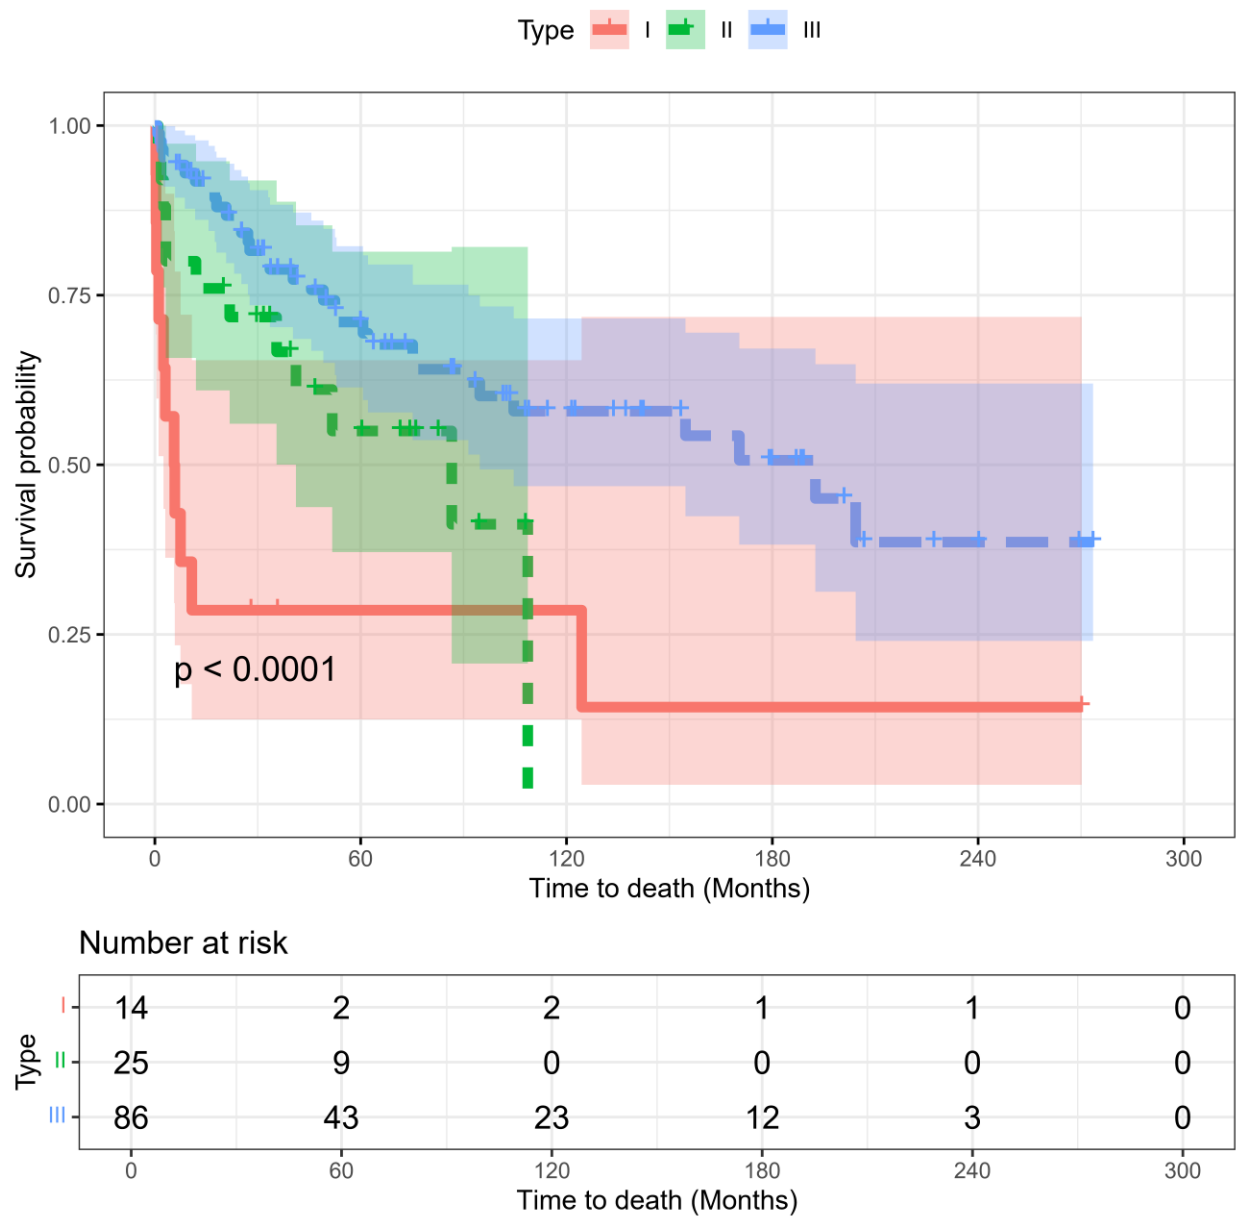 Type I II III
Survival probability
1.00
0.75
0.50
0.25
0.00
p < 0.0001
0 60 120 180 240 300
Time to death (Months)
Number at risk
Type
I 14 2 2 1 1 0
II 25 9 0 0 0 0
III 86 43 23 12 3 0
0 60 120 180 240 300
Time to death (Months)